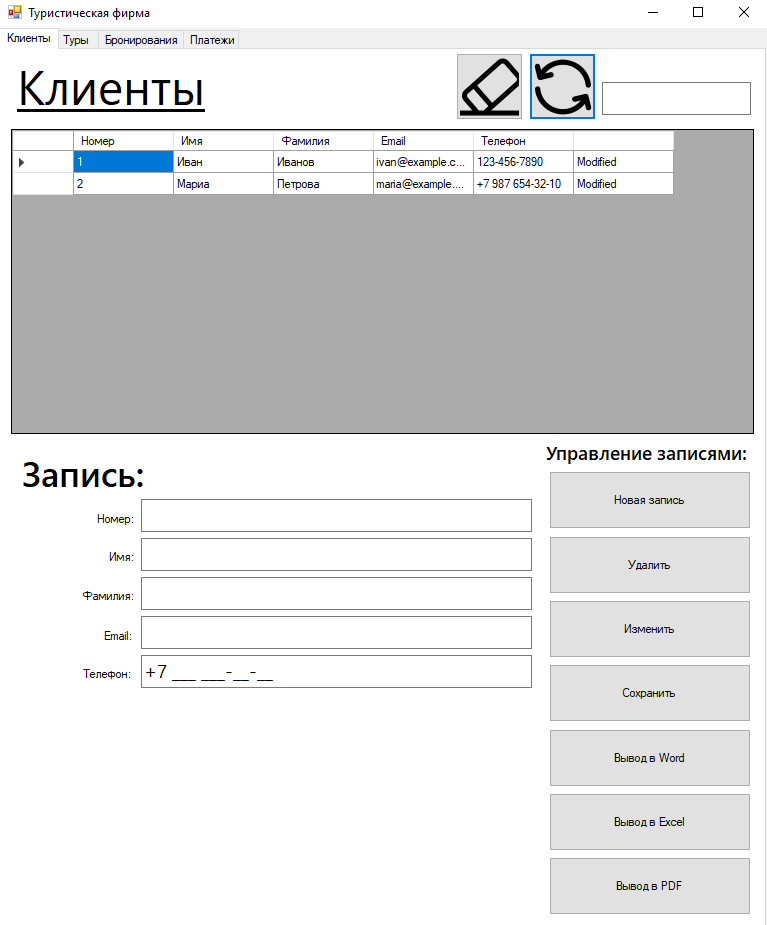 Туристическая фирма
Клиенты Туры Бронирования Платежи
Клиенты
Номер Имя Фамилия Email Телефон
1 Иван Иванов ivan@example.c... 123-456-7890 Modified
2 Мариа Петрова maria@example.... +7 987 654-32-10 Modified
Запись:
Номер:
Имя:
Фамилия:
Email:
Телефон: +7 ___ ___-__-__
Управление записями:
Новая запись
Удалить
Изменить
Сохранить
Вывод в Word
Вывод в Excel
Вывод в PDF